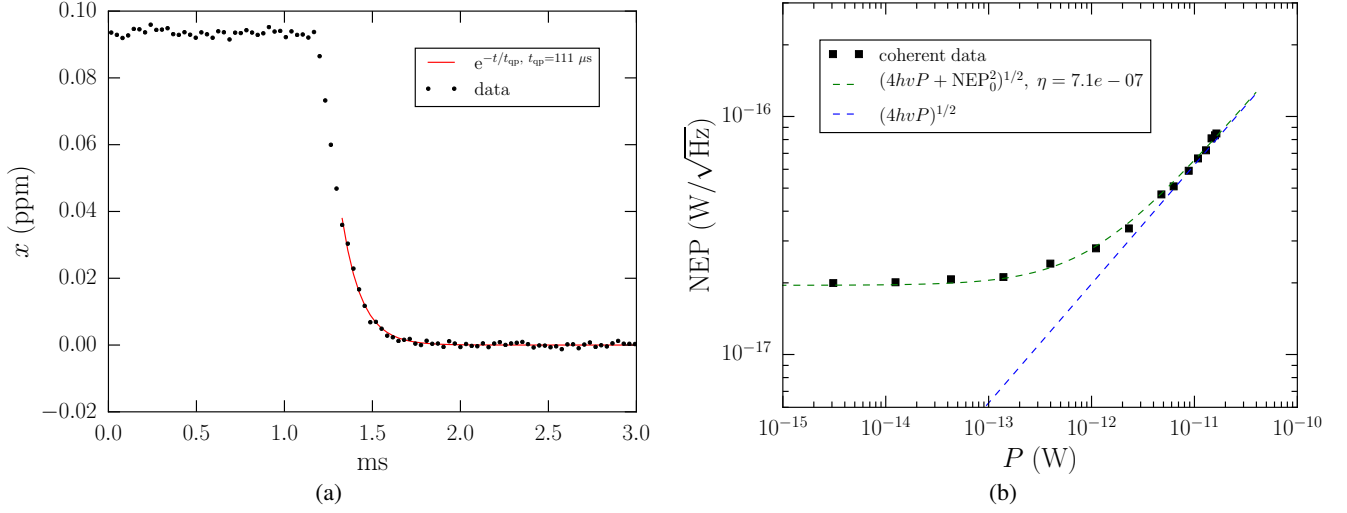 0.10
0.08
0.06
0.04
0.02
0.00
−0.02
x (ppm)
e^{−t/t_qp}, t_qp=111 μs
data
0.0 0.5 1.0 1.5 2.0 2.5 3.0
ms
(a)
10^{−16}
10^{−17}
NEP (W/√Hz)
coherent data
(4hνP + NEP_0^2)^{1/2}, η = 7.1e − 07
(4hνP)^{1/2}
10^{−15} 10^{−14} 10^{−13} 10^{−12} 10^{−11} 10^{−10}
P (W)
(b)